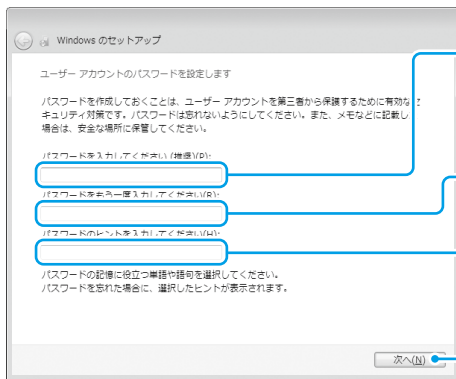 Windows のセットアップ
ユーザー アカウントのパスワードを設定します
パスワードを作成しておくことは、ユーザー アカウントを第三者から保護するために有効なセ
キュリティ対策です。パスワードは忘れないようにしてください。また、メモなどに記載し
場合は、安全な場所に保管してください。
パスワードを入力してください (推奨)(P):
パスワードをもう一度入力してください(R):
パスワードのヒントを入力してください(H):
パスワードの記憶に役立つ単語や語句を選択してください。
パスワードを忘れた場合に、選択したヒントが表示されます。
次へ(N)